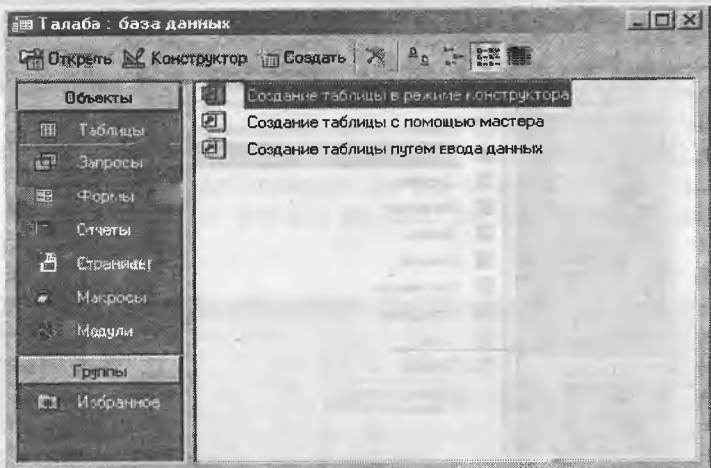 Талаба : база данных
Открыть Конструктор Создать
Объекты
Таблицы
Запросы
Формы
Отчеты
Страницы
Макросы
Модули
Группы
Избранное
Создание таблицы в режиме конструктора
Создание таблицы с помощью мастера
Создание таблицы путем ввода данных